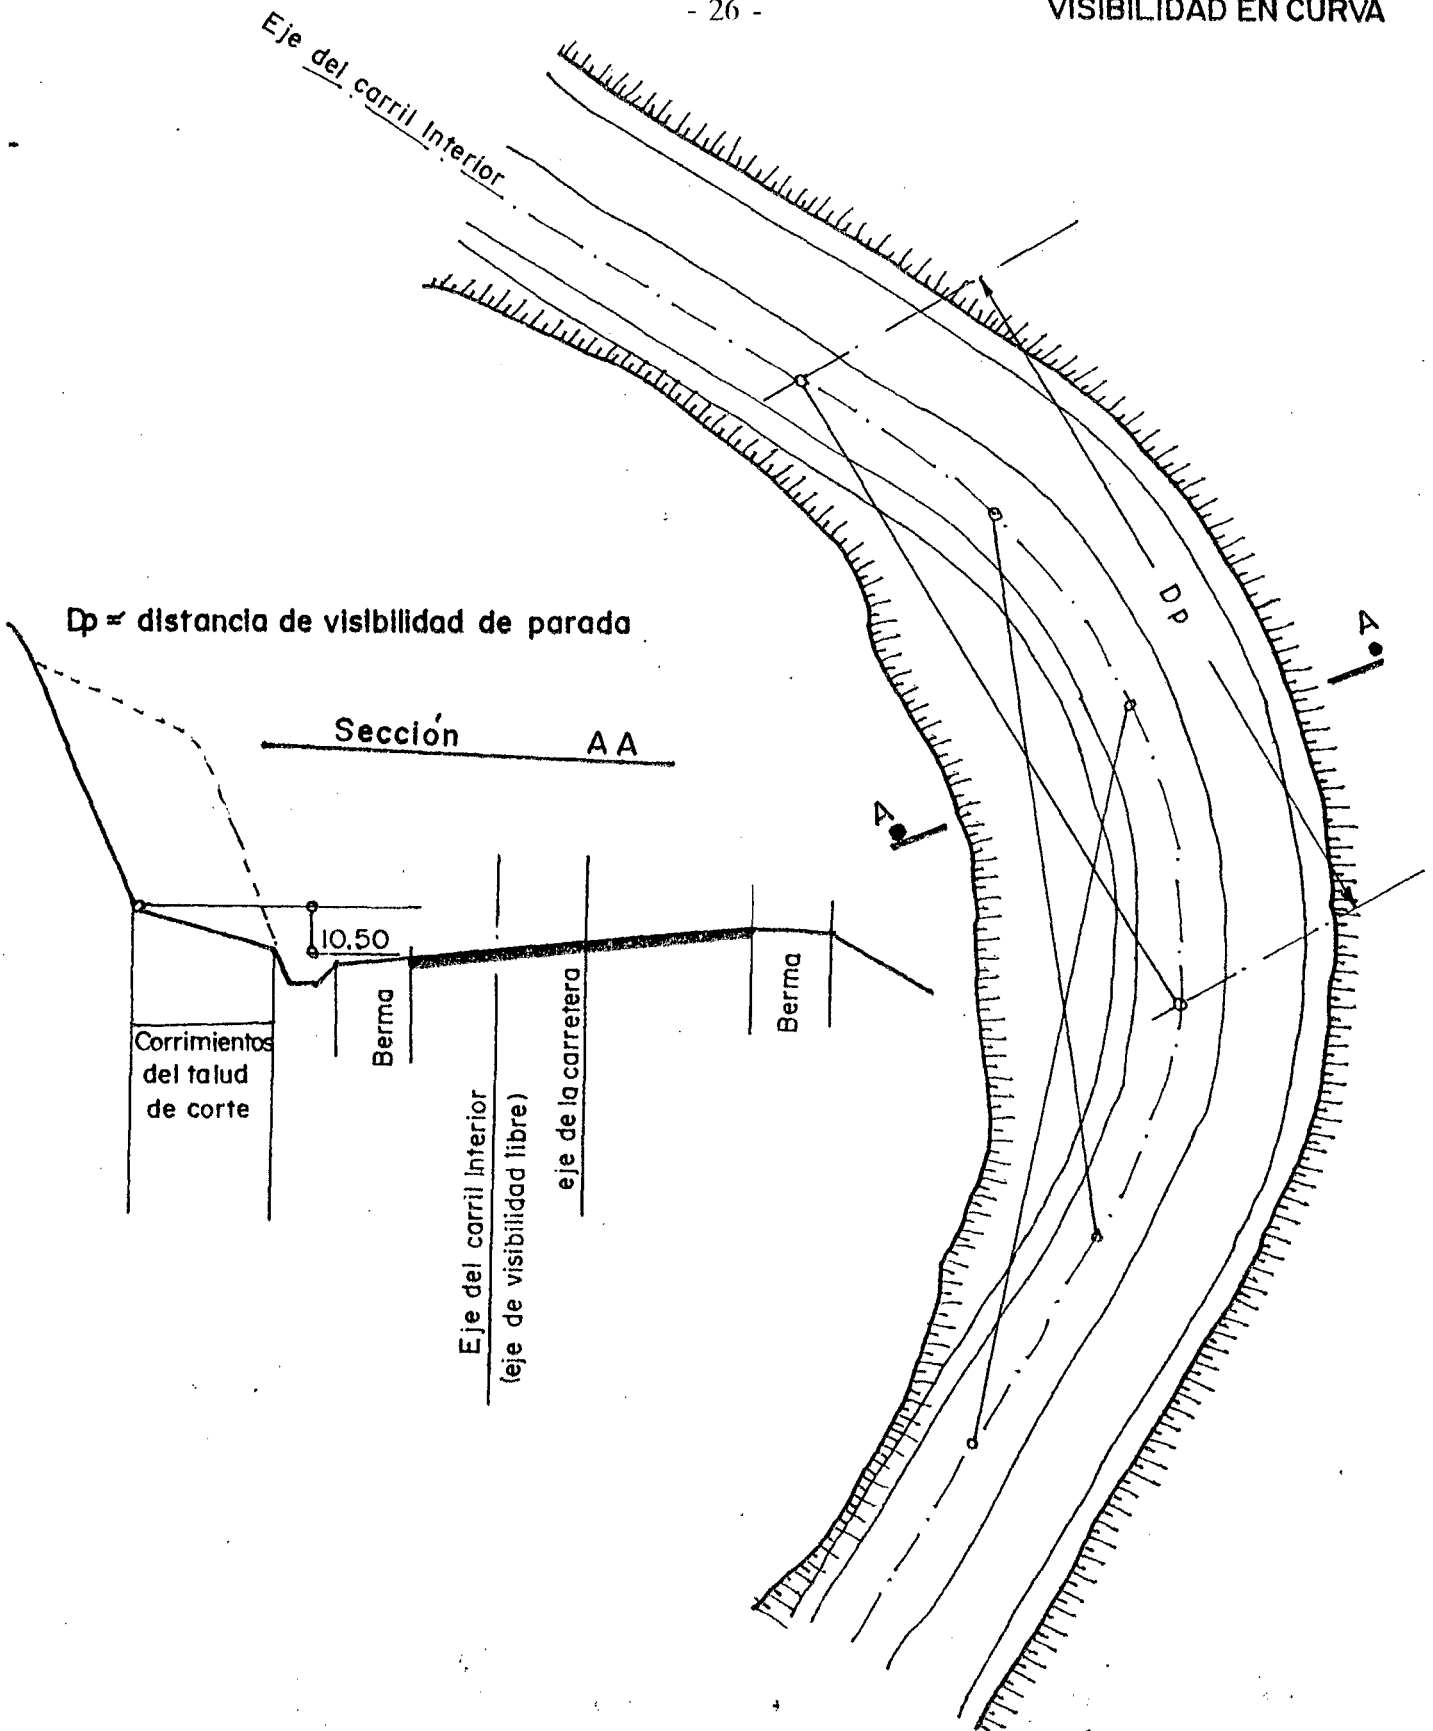 - 26 -
VISIBILIDAD EN CURVA
Eje del carril Interior
Dp
A
A
Dp = distancia de visibilidad de parada
Sección AA
10,50
Berma
Berma
Corrimientos
del talud
de corte
Eje del carril Interior
(eje de visibilidad libre)
eje de la carretera